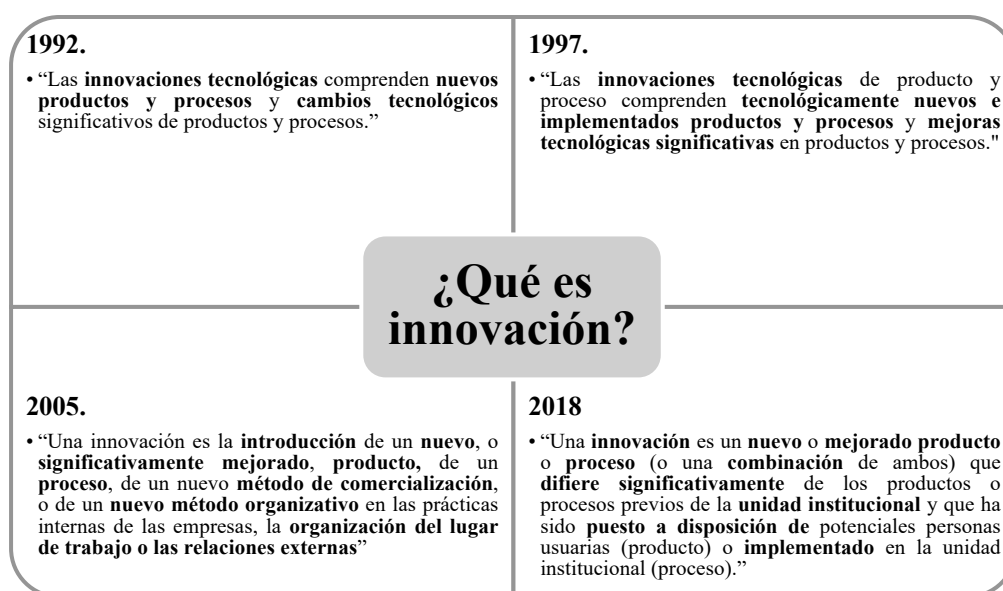 1992.
• “Las innovaciones tecnológicas comprenden nuevos
productos y procesos y cambios tecnológicos
significativos de productos y procesos.”
1997.
• “Las innovaciones tecnológicas de producto y
proceso comprenden tecnológicamente nuevos e
implementados productos y procesos y mejoras
tecnológicas significativas en productos y procesos."
¿Qué es
innovación?
2005.
• “Una innovación es la introducción de un nuevo, o
significativamente mejorado, producto, de un
proceso, de un nuevo método de comercialización,
o de un nuevo método organizativo en las prácticas
internas de las empresas, la organización del lugar
de trabajo o las relaciones externas”
2018
• “Una innovación es un nuevo o mejorado producto
o proceso (o una combinación de ambos) que
difiere significativamente de los productos o
procesos previos de la unidad institucional y que ha
sido puesto a disposición de potenciales personas
usuarias (producto) o implementado en la unidad
institucional (proceso).”